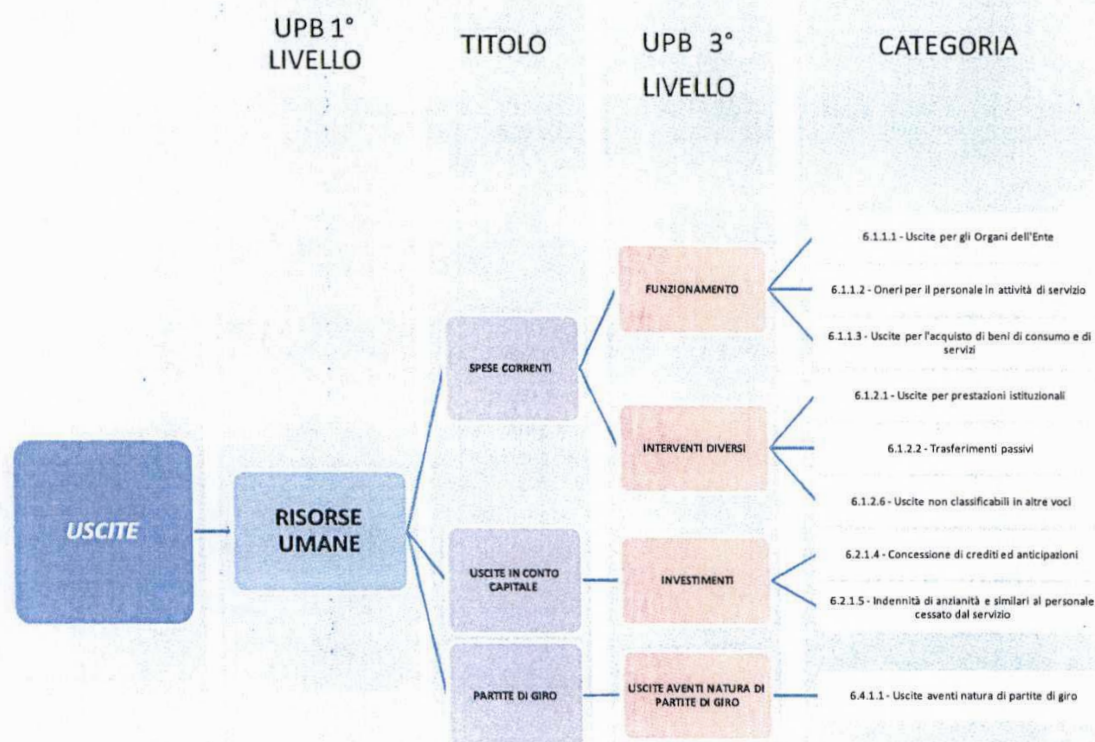 UPB 1°
LIVELLO
TITOLO
UPB 3°
LIVELLO
CATEGORIA
USCITE
RISORSE
UMANE
SPESE CORRENTI
USCITE IN CONTO
CAPITALE
PARTITE DI GIRO
FUNZIONAMENTO
INTERVENTI DIVERSI
INVESTIMENTI
USCITE AVENTI NATURA DI
PARTITE DI GIRO
6.1.1.1 - Uscite per gli Organi dell'Ente
6.1.1.2 - Oneri per il personale in attività di servizio
6.1.1.3 - Uscite per l'acquisto di beni di consumo e di
servizi
6.1.2.1 - Uscite per prestazioni istituzionali
6.1.2.2 - Trasferimenti passivi
6.1.2.6 - Uscite non classificabili in altre voci
6.2.1.4 - Concessione di crediti ed anticipazioni
6.2.1.5 - Indennità di anzianità e similari al personale
cessato dal servizio
6.4.1.1 - Uscite aventi natura di partite di giro